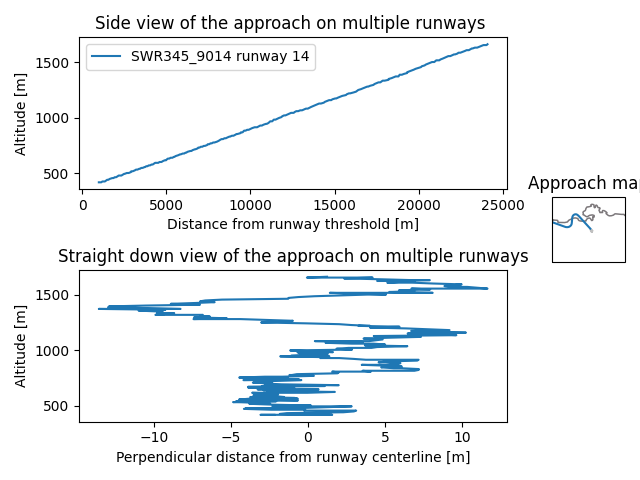 Side view of the approach on multiple runways
SWR345_9014 runway 14
Altitude [m]
1500
1000
500
0
5000
10000
15000
20000
25000
Distance from runway threshold [m]
Approach map
Straight down view of the approach on multiple runways
Altitude [m]
1500
1000
500
−10
−5
0
5
10
Perpendicular distance from runway centerline [m]